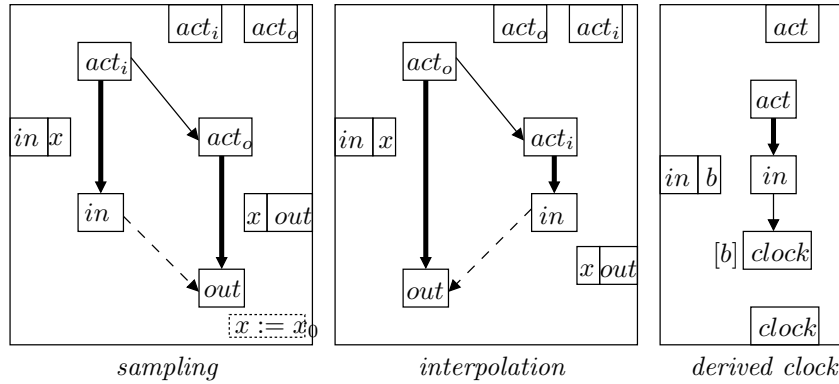 act_i act_o
act_i
in x
act_o
in
x out
out
x := x_0
sampling
act_o act_i
act_o
in x
act_i
in
x out
out
interpolation
act
act
in b
in
[b] clock
clock
derived clock